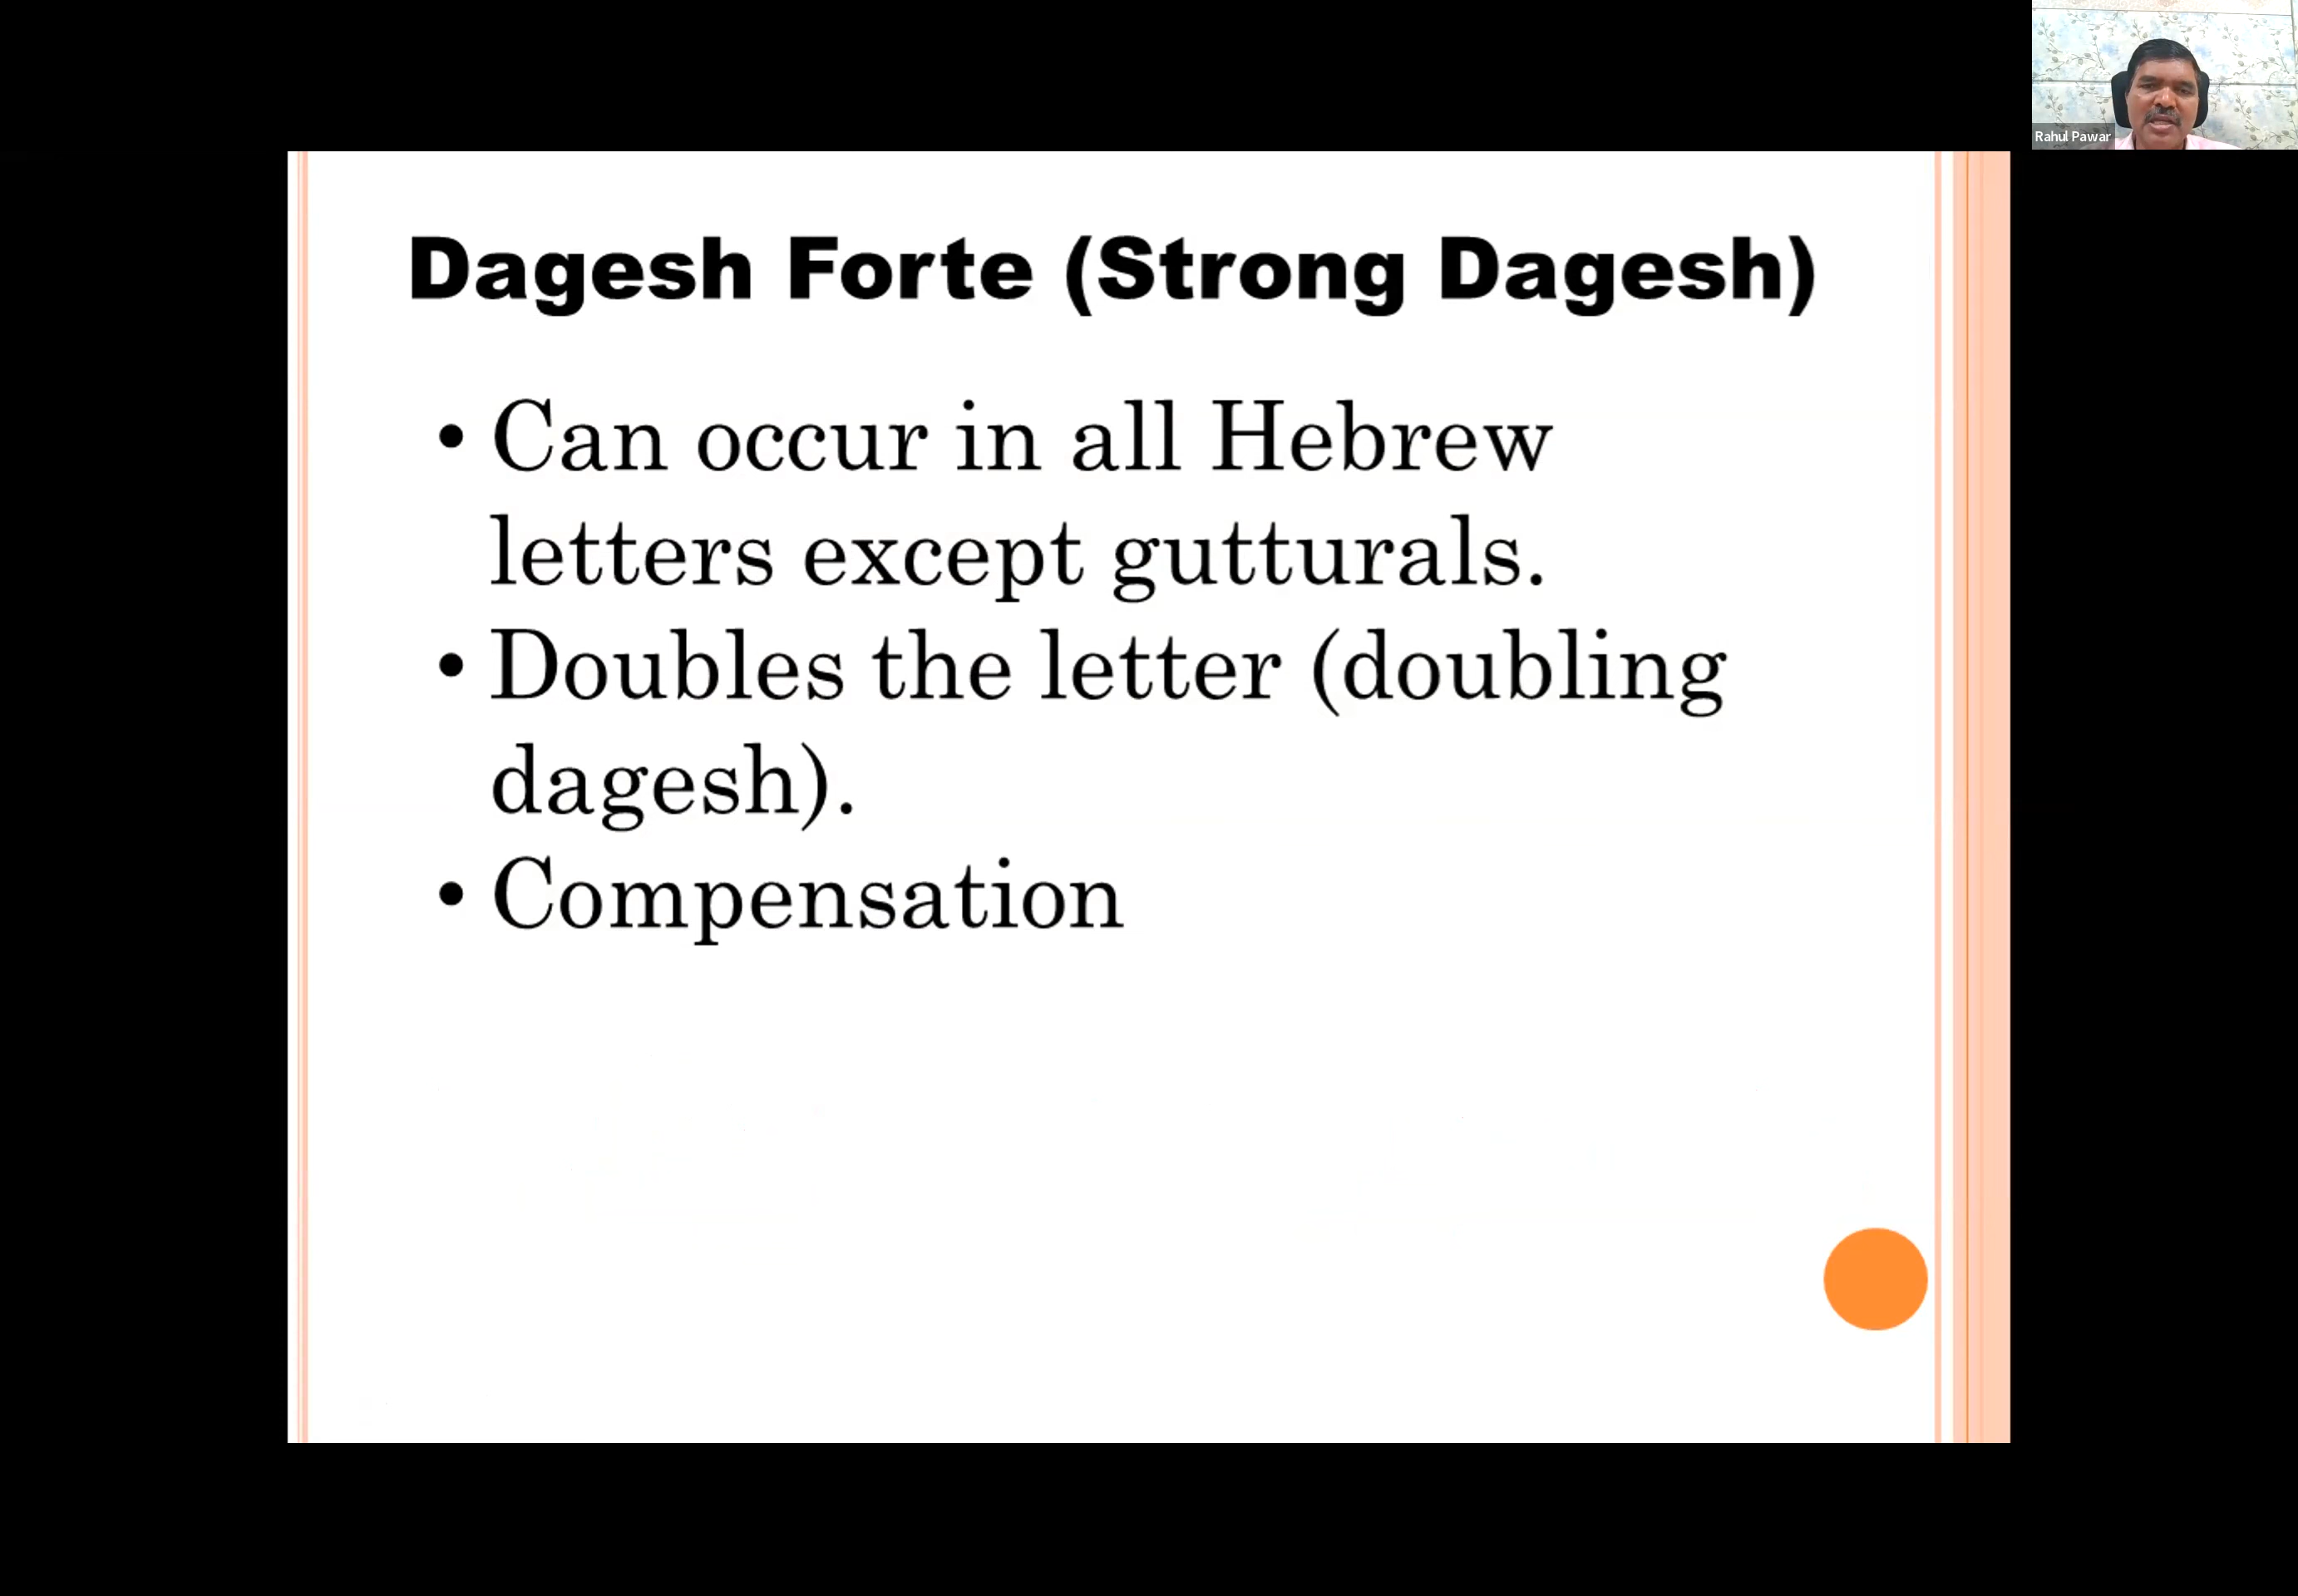 Rahul Pawar
Dagesh Forte (Strong Dagesh)
• Can occur in all Hebrew
letters except gutturals.
• Doubles the letter (doubling
dagesh).
• Compensation